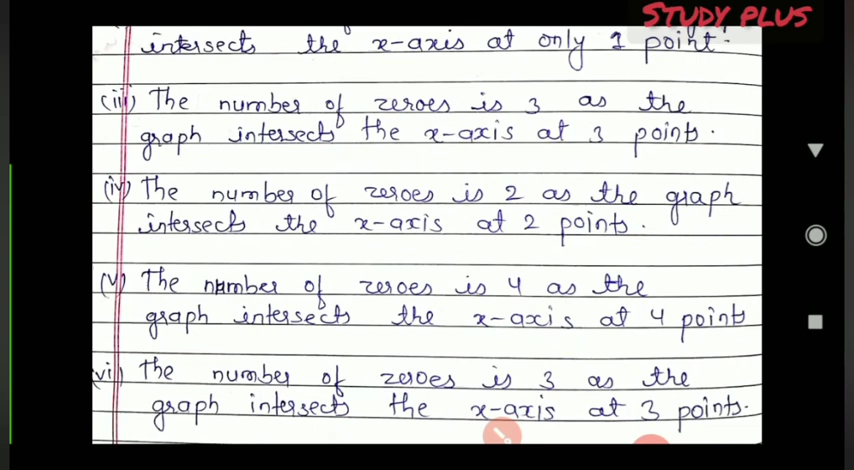 STUDY PLUS
intersects the x-axis at only 1 point.
(iii) The number of zeroes is 3 as the
graph intersects the x-axis at 3 points.
(iv) The number of zeroes is 2 as the graph
intersects the x-axis at 2 points.
(v) The number of zeroes is 4 as the
graph intersects the x-axis at 4 points
(vi) The number of zeroes is 3 as the
graph intersects the x-axis at 3 points.